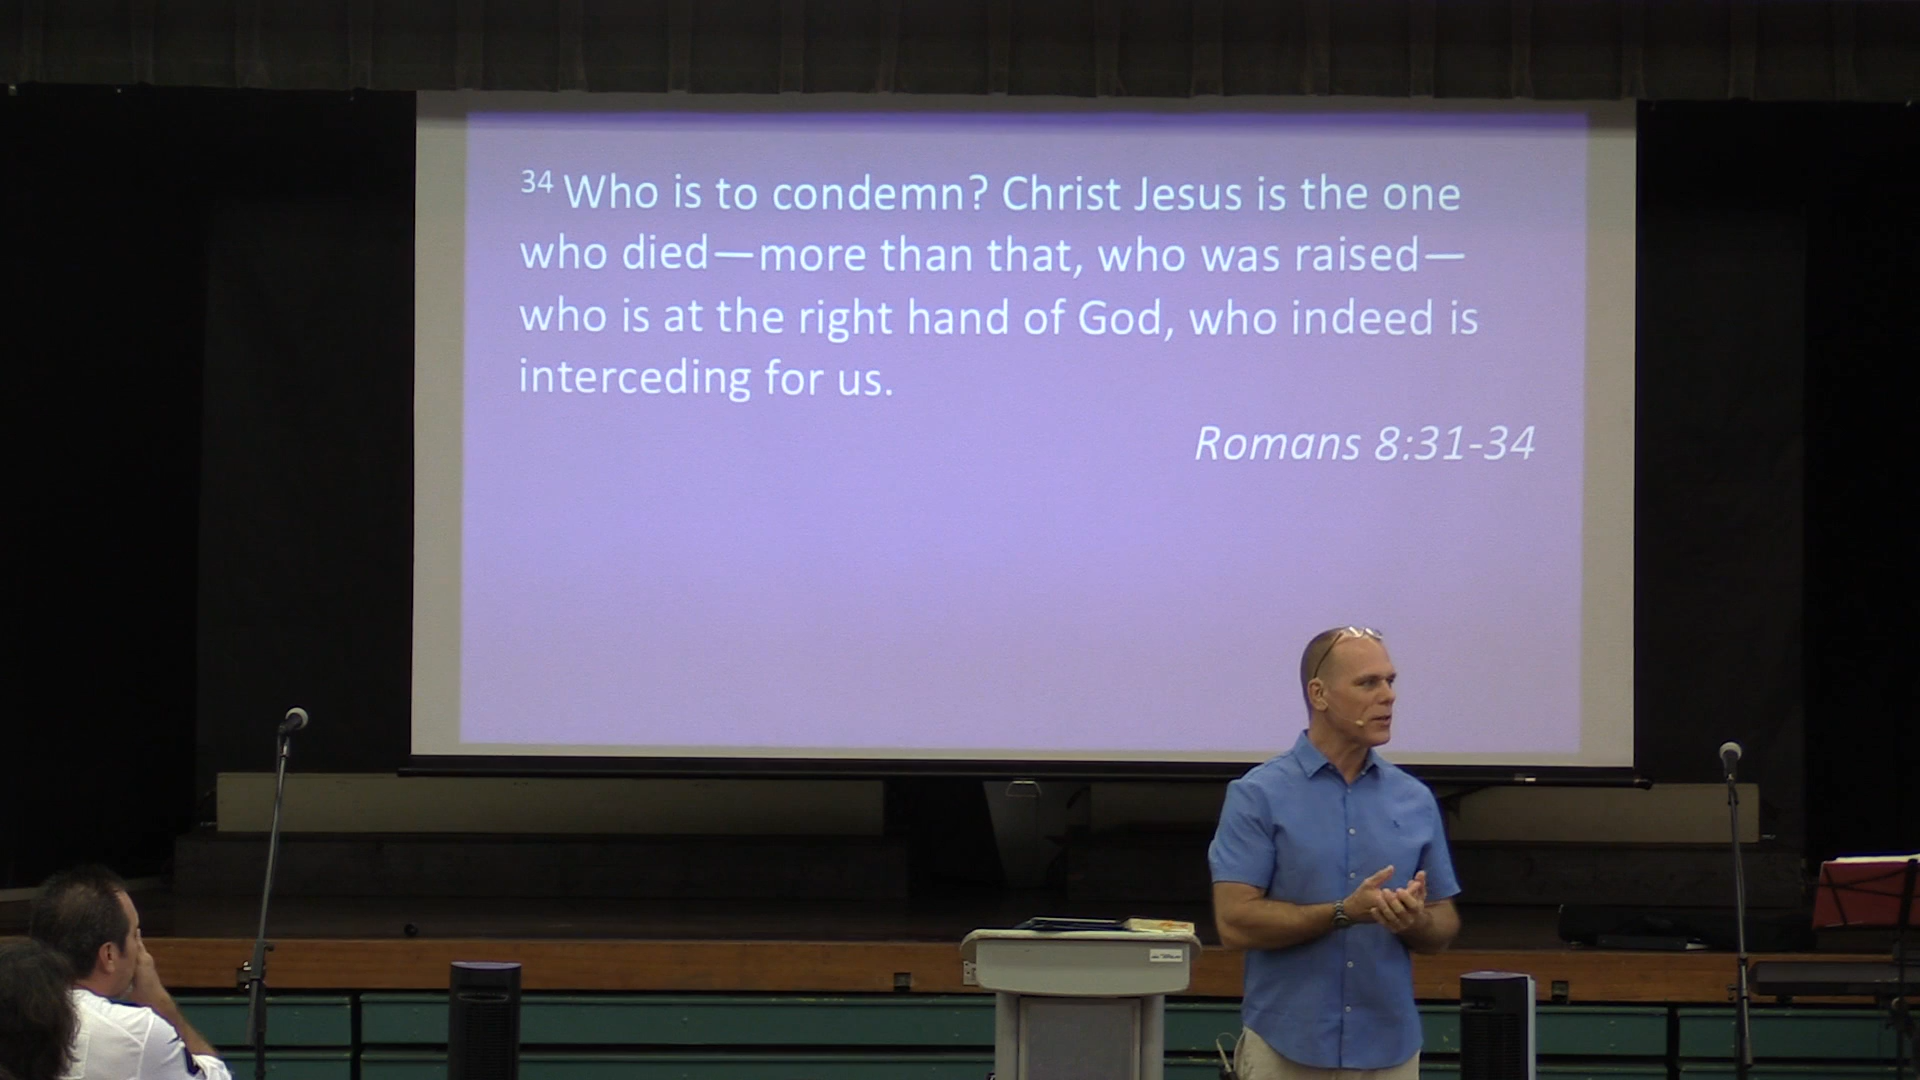 34 Who is to condemn? Christ Jesus is the one
who died—more than that, who was raised—
who is at the right hand of God, who indeed is
interceding for us.
Romans 8:31-34